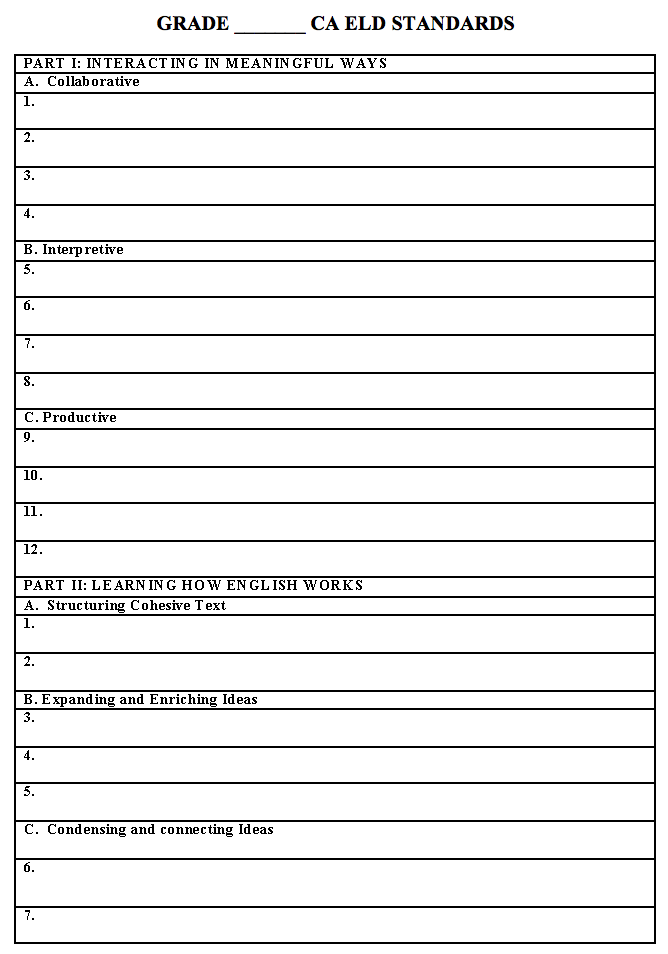 GRADE _______ CA ELD STANDARDS
PART I: INTERACTING IN MEANINGFUL WAYS
A. Collaborative
1.
2.
3.
4.
B. Interpretive
5.
6.
7.
8.
C. Productive
9.
10.
11.
12.
PART II: LEARNING HOW ENGLISH WORKS
A. Structuring Cohesive Text
1.
2.
B. Expanding and Enriching Ideas
3.
4.
5.
C. Condensing and connecting Ideas
6.
7.